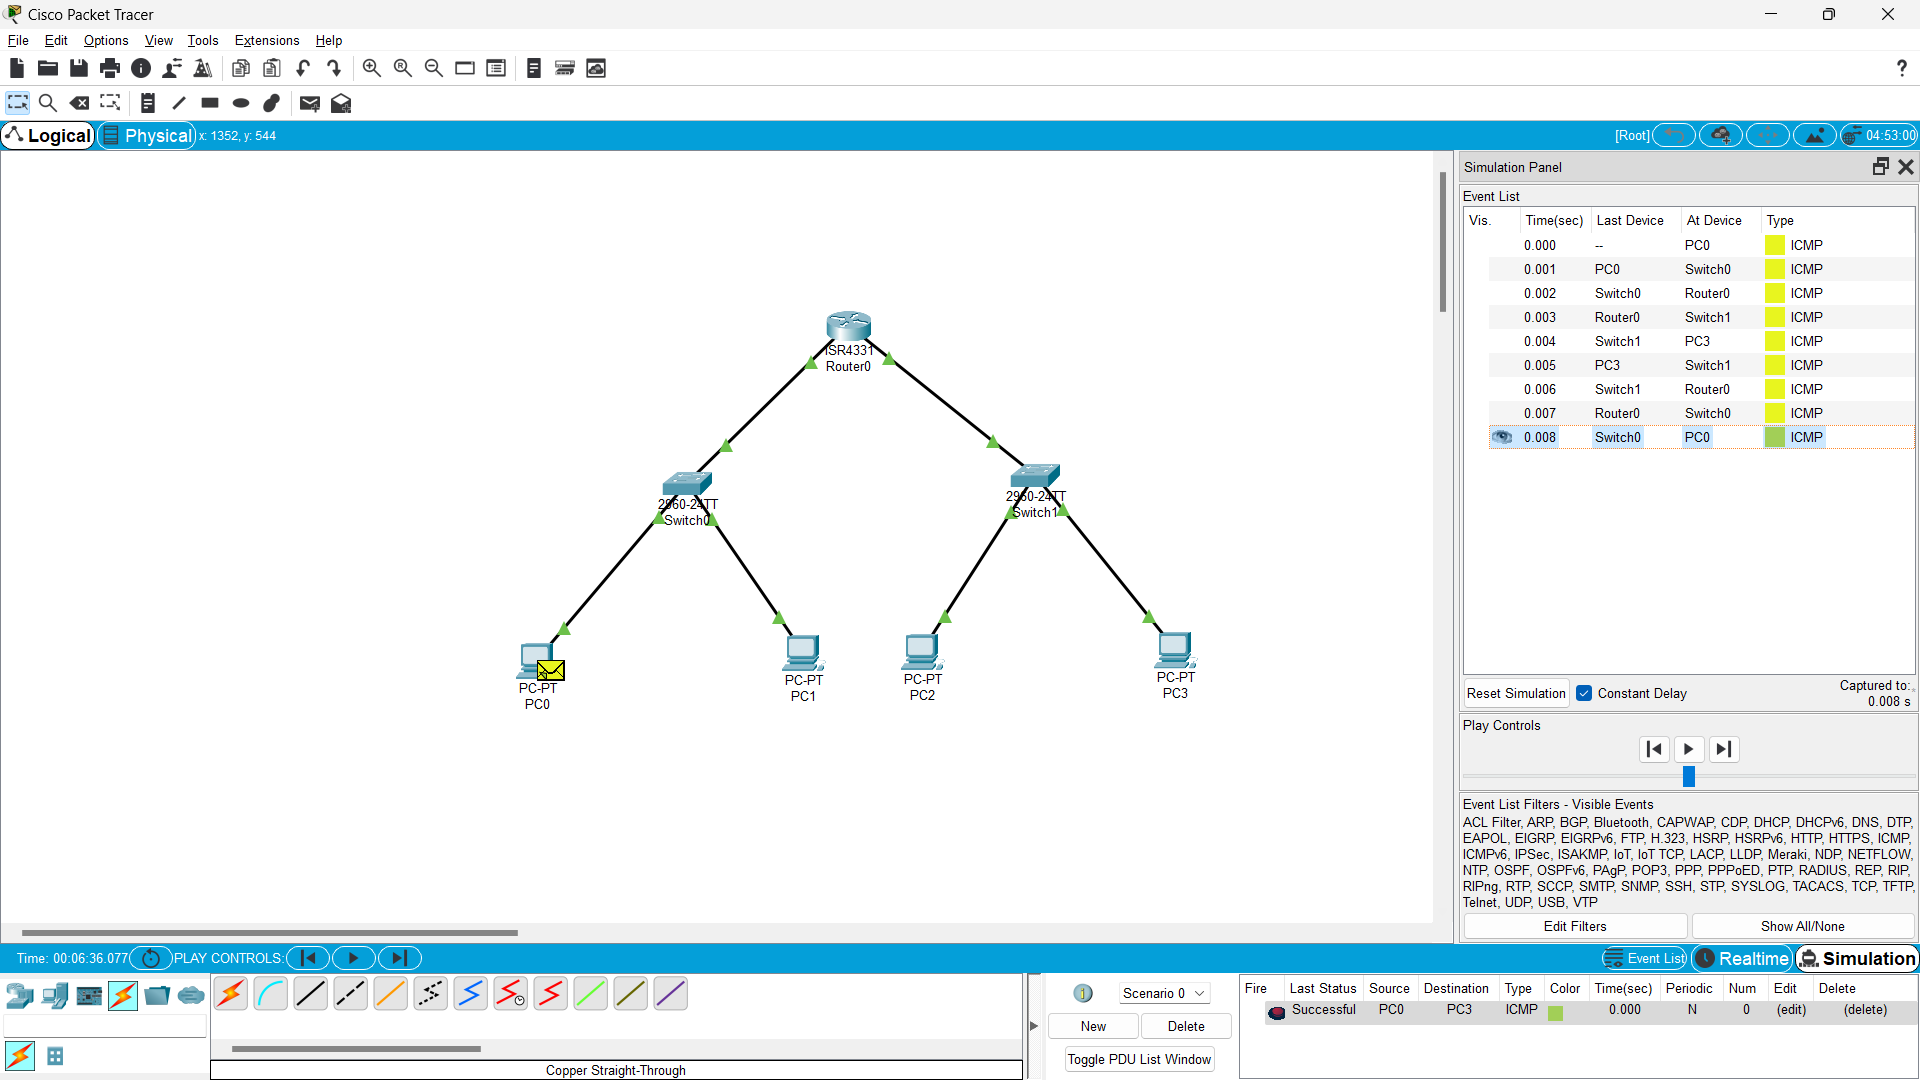 Cisco Packet Tracer
File Edit Options View Tools Extensions Help
Logical Physical x: 1352, y: 544 [Root] 04:53:00
Simulation Panel
Event List
Vis. Time(sec) Last Device At Device Type
0.000 -- PC0 ICMP
0.001 PC0 Switch0 ICMP
0.002 Switch0 Router0 ICMP
0.003 Router0 Switch1 ICMP
0.004 Switch1 PC3 ICMP
0.005 PC3 Switch1 ICMP
0.006 Switch1 Router0 ICMP
0.007 Router0 Switch0 ICMP
0.008 Switch0 PC0 ICMP
ISR4331
Router0
2960-24TT
Switch0
2960-24TT
Switch1
PC-PT
PC0
PC-PT
PC1
PC-PT
PC2
PC-PT
PC3
Reset Simulation Constant Delay Captured to:
0.008 s
Play Controls
Event List Filters - Visible Events
ACL Filter, ARP, BGP, Bluetooth, CAPWAP, CDP, DHCP, DHCPv6, DNS, DTP,
EAPOL, EIGRP, EIGRPv6, FTP, H.323, HSRP, HSRPv6, HTTP, HTTPS, ICMP,
ICMPv6, IPSec, ISAKMP, IoT, IoT TCP, LACP, LLDP, Meraki, NDP, NETFLOW,
NTP, OSPF, OSPFv6, PAgP, POP3, PPP, PPPoED, PTP, RADIUS, REP, RIP,
RIPng, RTP, SCCP, SMTP, SNMP, SSH, STP, SYSLOG, TACACS, TCP, TFTP,
Telnet, UDP, USB, VTP
Edit Filters Show All/None
Time: 00:06:36.077 PLAY CONTROLS: Event List Realtime Simulation
Scenario 0
New Delete
Toggle PDU List Window
Fire Last Status Source Destination Type Color Time(sec) Periodic Num Edit Delete
Successful PC0 PC3 ICMP 0.000 N 0 (edit) (delete)
Copper Straight-Through